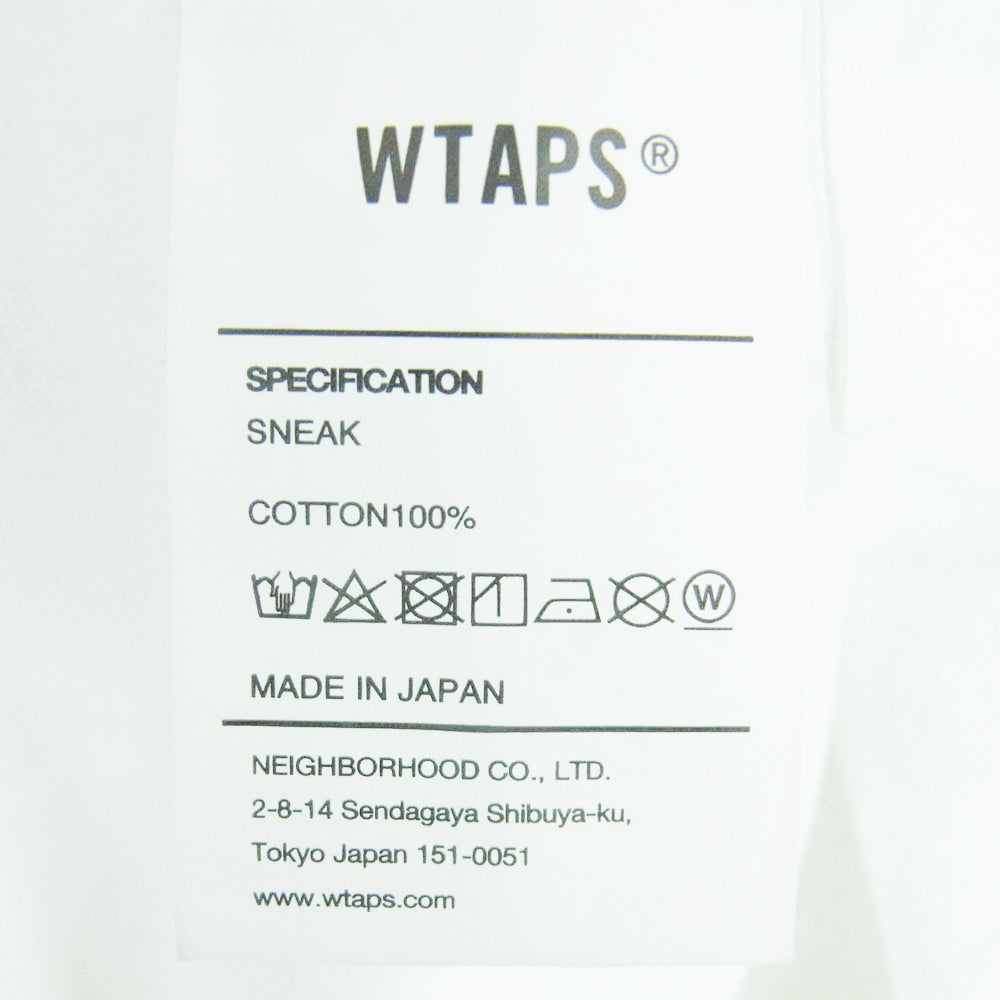 WTAPS®
SPECIFICATION
SNEAK
COTTON100%
W
MADE IN JAPAN
NEIGHBORHOOD CO., LTD.
2-8-14 Sendagaya Shibuya-ku,
Tokyo Japan 151-0051
www.wtaps.com